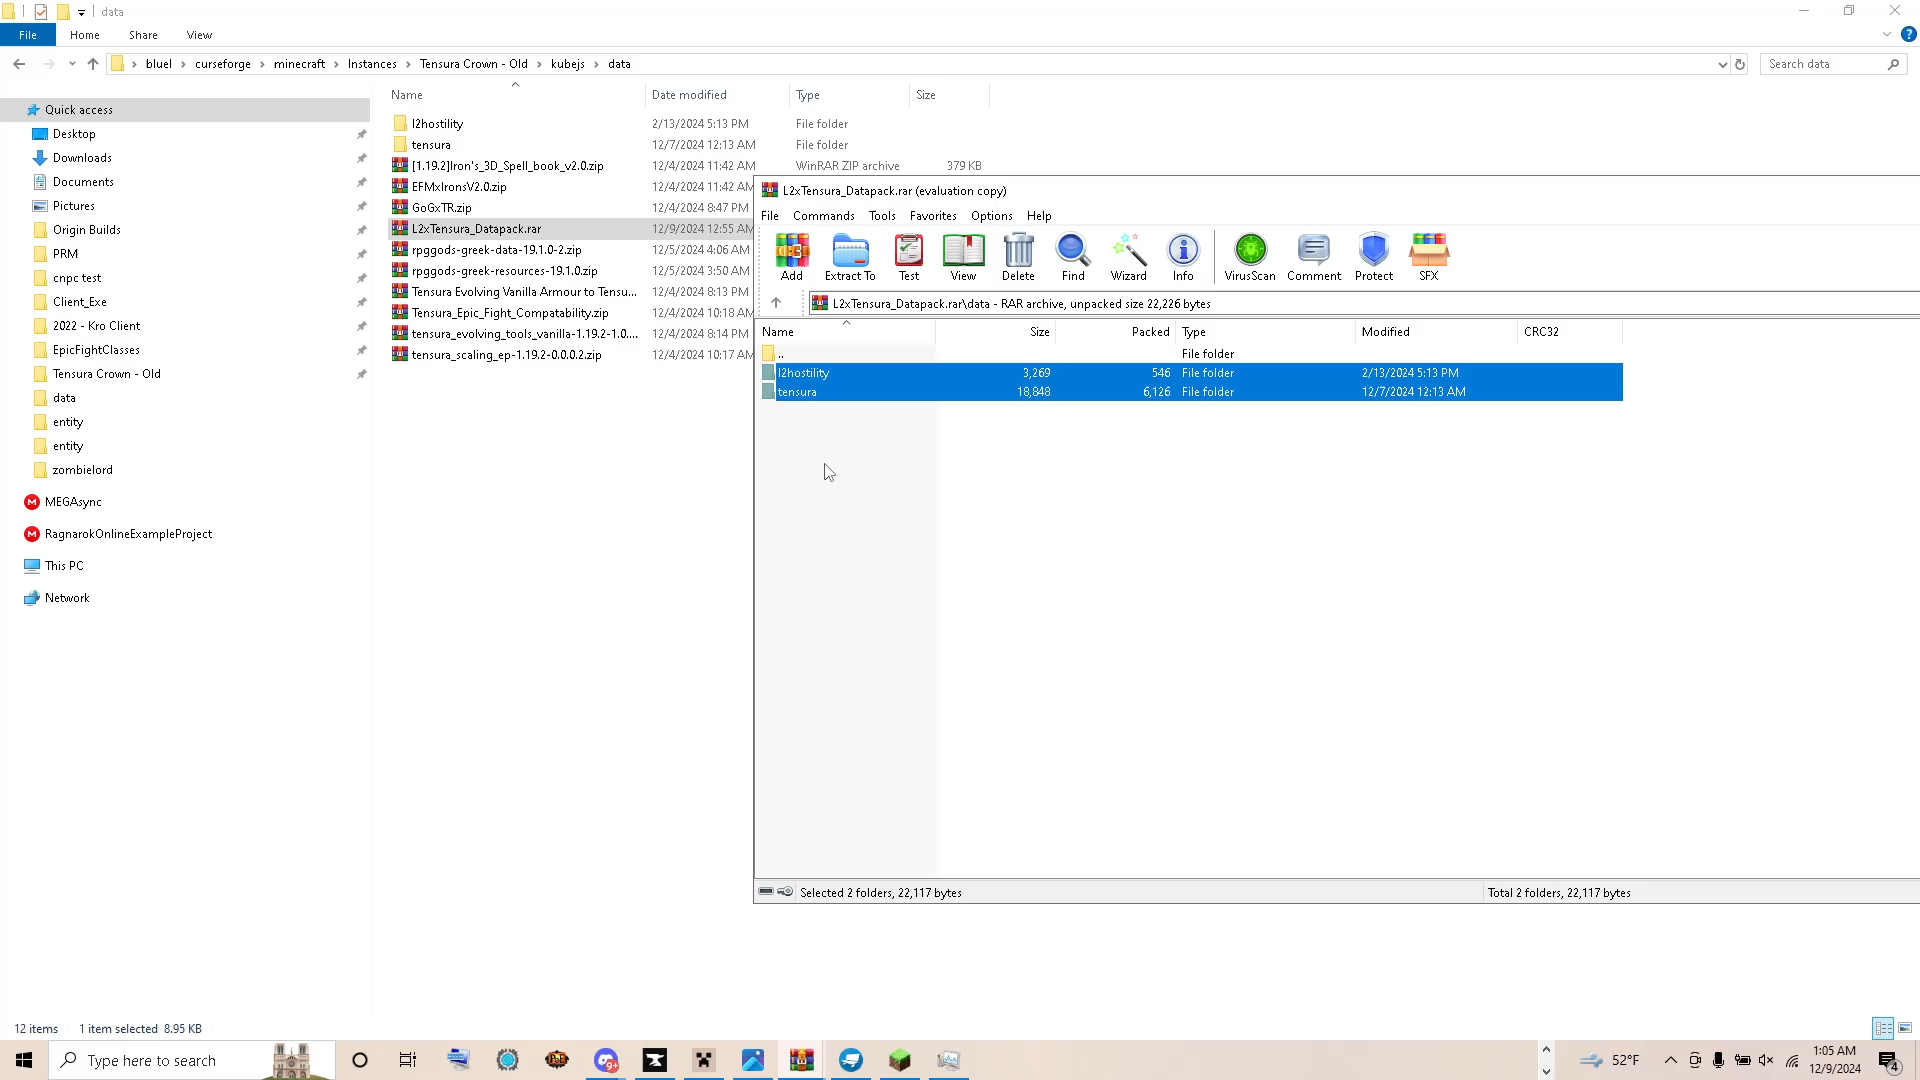 data
File Home Share View
bluel > curseforge > minecraft > Instances > Tensura Crown - Old > kubejs > data
Search data
Quick access
Desktop
Downloads
Documents
Pictures
Origin Builds
PRM
cnpc test
Client_Exe
2022 - Kro Client
EpicFightClasses
Tensura Crown - Old
data
entity
entity
zombielord
MEGAsync
RagnarokOnlineExampleProject
This PC
Network
Name Date modified Type Size
l2hostility 2/13/2024 5:13 PM File folder
tensura 12/7/2024 12:13 AM File folder
[1.19.2]Iron's_3D_Spell_book_v2.0.zip 12/4/2024 11:42 AM WinRAR ZIP archive 379 KB
EFMxIronsV2.0.zip 12/4/2024 11:42 AM
GoGxTR.zip 12/4/2024 8:47 PM
L2xTensura_Datapack.rar 12/9/2024 12:55 AM
rpggods-greek-data-19.1.0-2.zip 12/5/2024 4:06 AM
rpggods-greek-resources-19.1.0.zip 12/5/2024 3:50 AM
Tensura Evolving Vanilla Armour to Tensu... 12/4/2024 8:13 PM
Tensura_Epic_Fight_Compatability.zip 12/4/2024 10:18 AM
tensura_evolving_tools_vanilla-1.19.2-1.0.... 12/4/2024 8:14 PM
tensura_scaling_ep-1.19.2-0.0.0.2.zip 12/4/2024 10:17 AM
L2xTensura_Datapack.rar (evaluation copy)
File Commands Tools Favorites Options Help
Add Extract To Test View Delete Find Wizard Info VirusScan Comment Protect SFX
L2xTensura_Datapack.rar\data - RAR archive, unpacked size 22,226 bytes
Name Size Packed Type Modified CRC32
.. File folder
l2hostility 3,269 546 File folder 2/13/2024 5:13 PM
tensura 18,848 6,126 File folder 12/7/2024 12:13 AM
Selected 2 folders, 22,117 bytes
Total 2 folders, 22,117 bytes
12 items 1 item selected 8.95 KB
Type here to search
9+
52°F
1:05 AM
12/9/2024
4